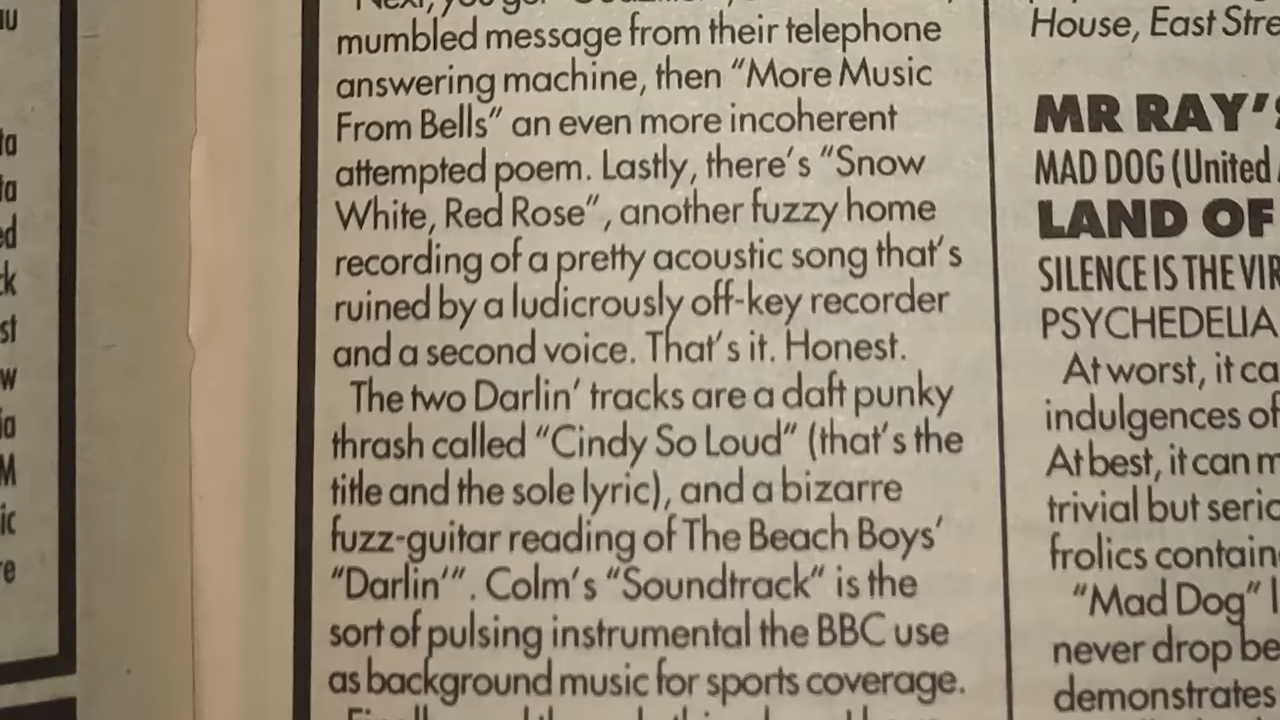 mumbled message from their telephone
answering machine, then “More Music
From Bells” an even more incoherent
attempted poem. Lastly, there’s “Snow
White, Red Rose”, another fuzzy home
recording of a pretty acoustic song that’s
ruined by a ludicrously off-key recorder
and a second voice. That’s it. Honest.
The two Darlin’ tracks are a daft punky
thrash called “Cindy So Loud” (that’s the
title and the sole lyric), and a bizarre
fuzz-guitar reading of The Beach Boys’
“Darlin’”. Colm’s “Soundtrack” is the
sort of pulsing instrumental the BBC use
as background music for sports coverage.
House, East Stre
MR RAY’S
MAD DOG (United
LAND OF
SILENCE IS THE VIR
PSYCHEDELIA
At worst, it ca
indulgences of
At best, it can m
trivial but serio
frolics contain
“Mad Dog” l
never drop be
demonstrates